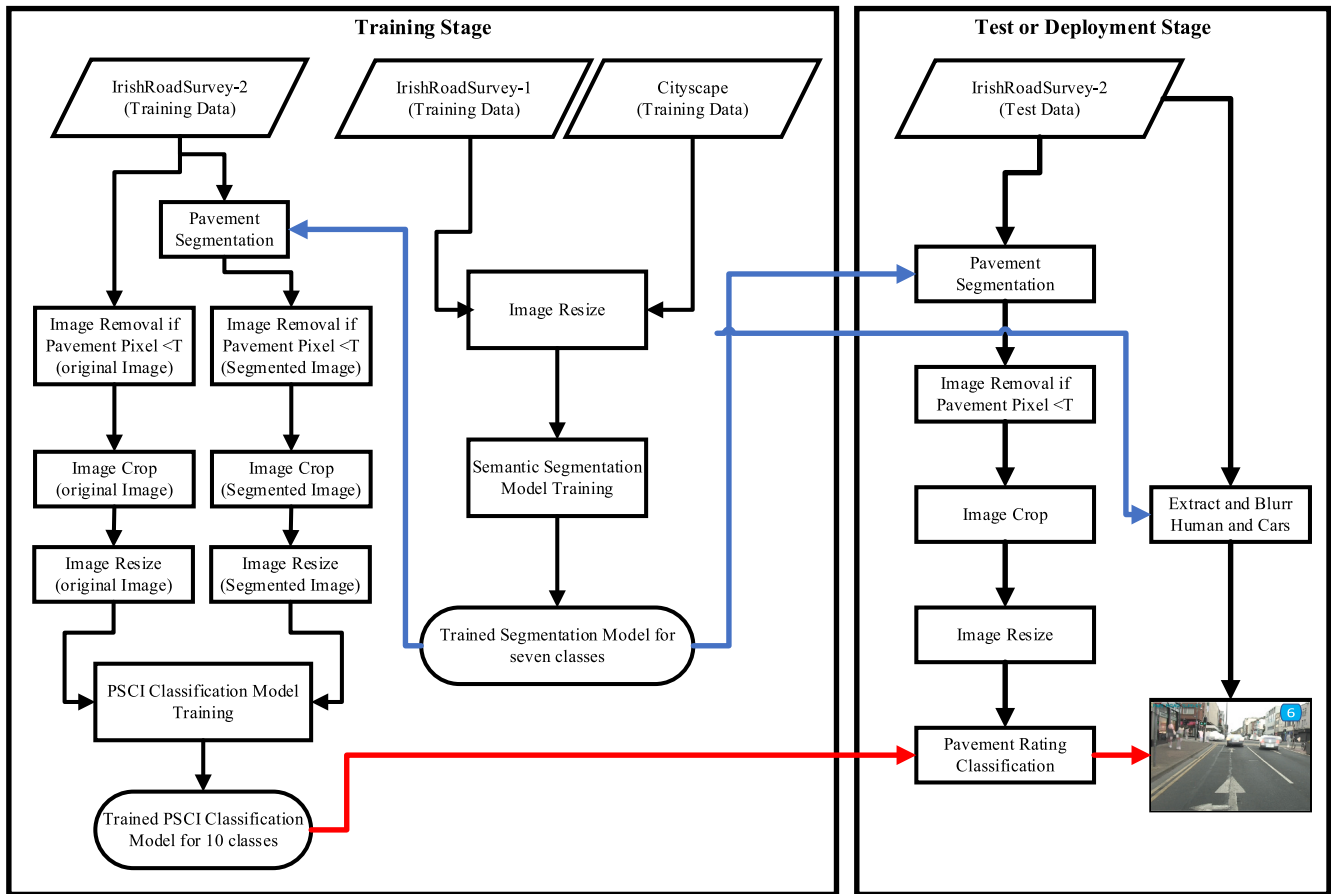 Training Stage
IrishRoadSurvey-2
(Training Data)
IrishRoadSurvey-1
(Training Data)
Cityscape
(Training Data)
Pavement
Segmentation
Image Removal if
Pavement Pixel <T
(original Image)
Image Removal if
Pavement Pixel <T
(Segmented Image)
Image Resize
Image Crop
(original Image)
Image Crop
(Segmented Image)
Semantic Segmentation
Model Training
Image Resize
(original Image)
Image Resize
(Segmented Image)
Trained Segmentation Model for
seven classes
PSCI Classification Model
Training
Trained PSCI Classification
Model for 10 classes
Test or Deployment Stage
IrishRoadSurvey-2
(Test Data)
Pavement
Segmentation
Image Removal if
Pavement Pixel <T
Image Crop
Extract and Blurr
Human and Cars
Image Resize
Pavement Rating
Classification
6